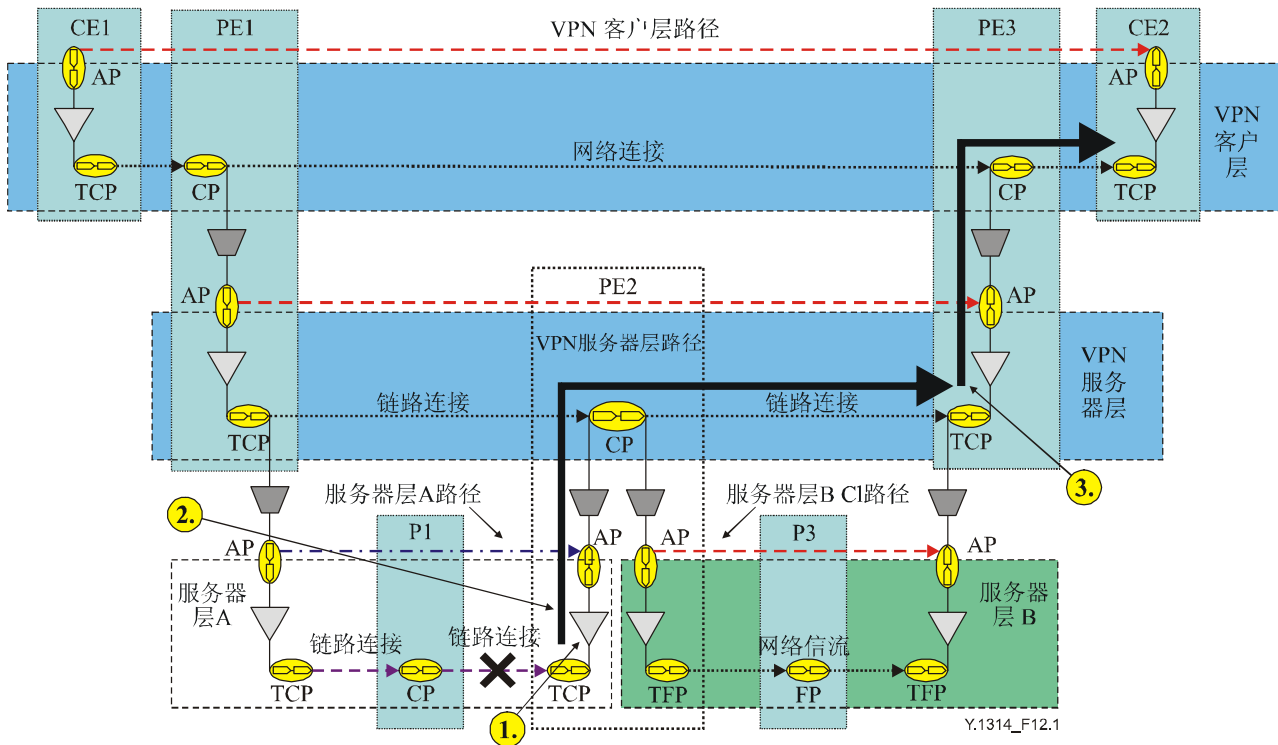 CE1
PE1
VPN 客户层路径
PE3
CE2
AP
AP
VPN
客户
层
网络连接
TCP
CP
CP
TCP
AP
PE2
AP
VPN服务器层路径
VPN
服务
器层
链路连接
链路连接
TCP
CP
TCP
2.
服务器层A路径
服务器层B Cl路径
3.
AP
P1
AP
AP
P3
AP
服务器
层A
服务器
层 B
链路连接
链路连接
网络信流
TCP
CP
TCP
TFP
FP
TFP
1.
Y.1314_F12.1